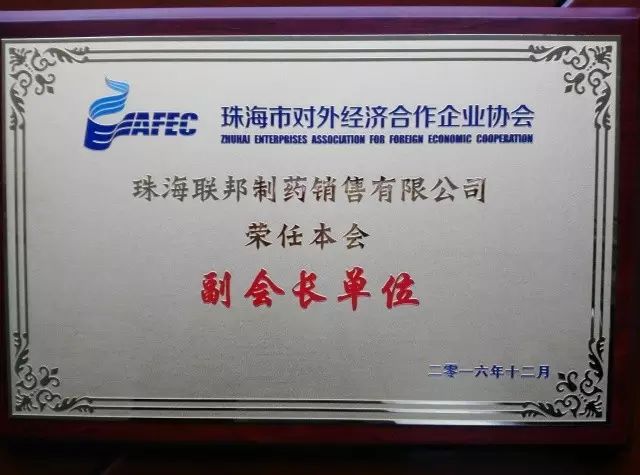 EAFEC
珠海市对外经济合作企业协会
ZHUHAI ENTERPRISES ASSOCIATION FOR FOREIGN ECONOMIC COOPERATION
珠海联邦制药销售有限公司
荣任本会
副会长单位
二零一六年十二月